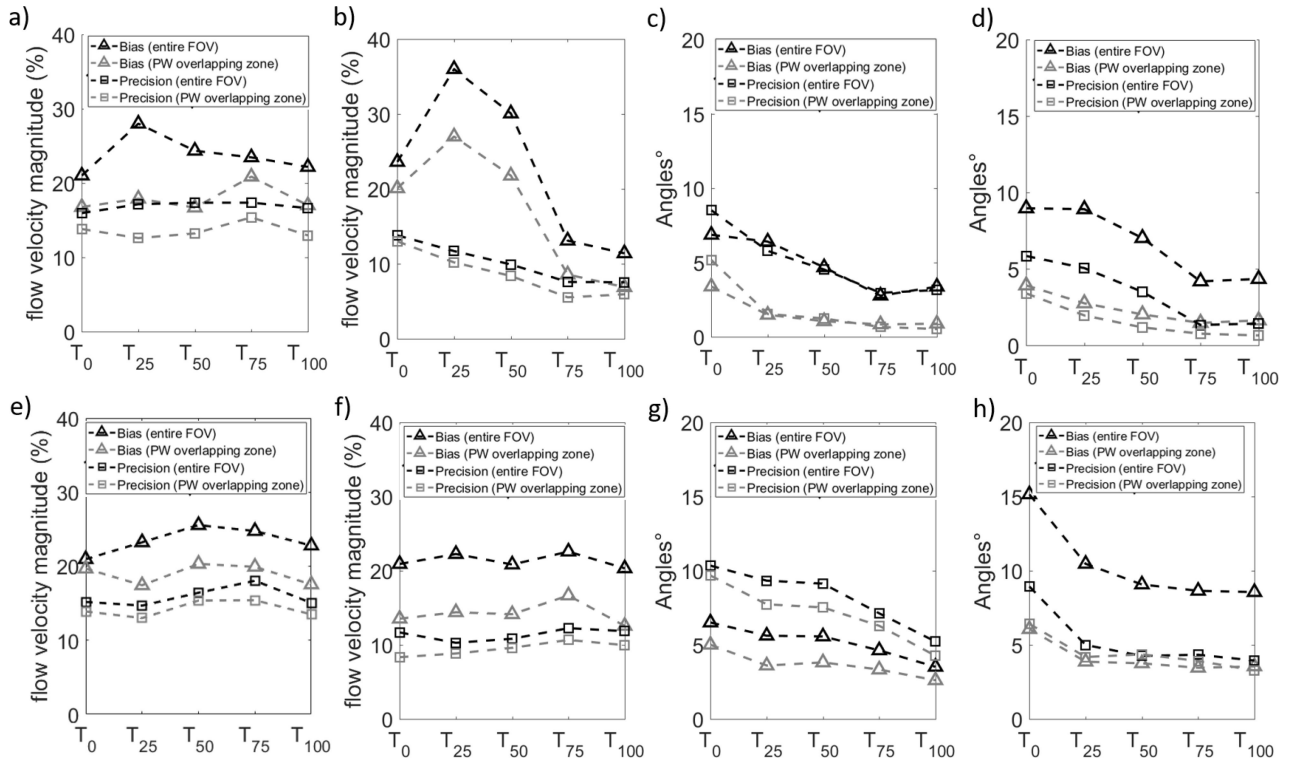 a)
flow velocity magnitude (%)
40
30
20
10
0
Bias (entire FOV)
Bias (PW overlapping zone)
Precision (entire FOV)
Precision (PW overlapping zone)
T0 T25 T50 T75 T100
b)
flow velocity magnitude (%)
40
30
20
10
0
Bias (entire FOV)
Bias (PW overlapping zone)
Precision (entire FOV)
Precision (PW overlapping zone)
T0 T25 T50 T75 T100
c)
Angles°
20
15
10
5
0
Bias (entire FOV)
Bias (PW overlapping zone)
Precision (entire FOV)
Precision (PW overlapping zone)
T0 T25 T50 T75 T100
d)
Angles°
20
15
10
5
0
Bias (entire FOV)
Bias (PW overlapping zone)
Precision (entire FOV)
Precision (PW overlapping zone)
T0 T25 T50 T75 T100
e)
flow velocity magnitude (%)
40
30
20
10
0
Bias (entire FOV)
Bias (PW overlapping zone)
Precision (entire FOV)
Precision (PW overlapping zone)
T0 T25 T50 T75 T100
f)
flow velocity magnitude (%)
40
30
20
10
0
Bias (entire FOV)
Bias (PW overlapping zone)
Precision (entire FOV)
Precision (PW overlapping zone)
T0 T25 T50 T75 T100
g)
Angles°
20
15
10
5
0
Bias (entire FOV)
Bias (PW overlapping zone)
Precision (entire FOV)
Precision (PW overlapping zone)
T0 T25 T50 T75 T100
h)
Angles°
20
15
10
5
0
Bias (entire FOV)
Bias (PW overlapping zone)
Precision (entire FOV)
Precision (PW overlapping zone)
T0 T25 T50 T75 T100